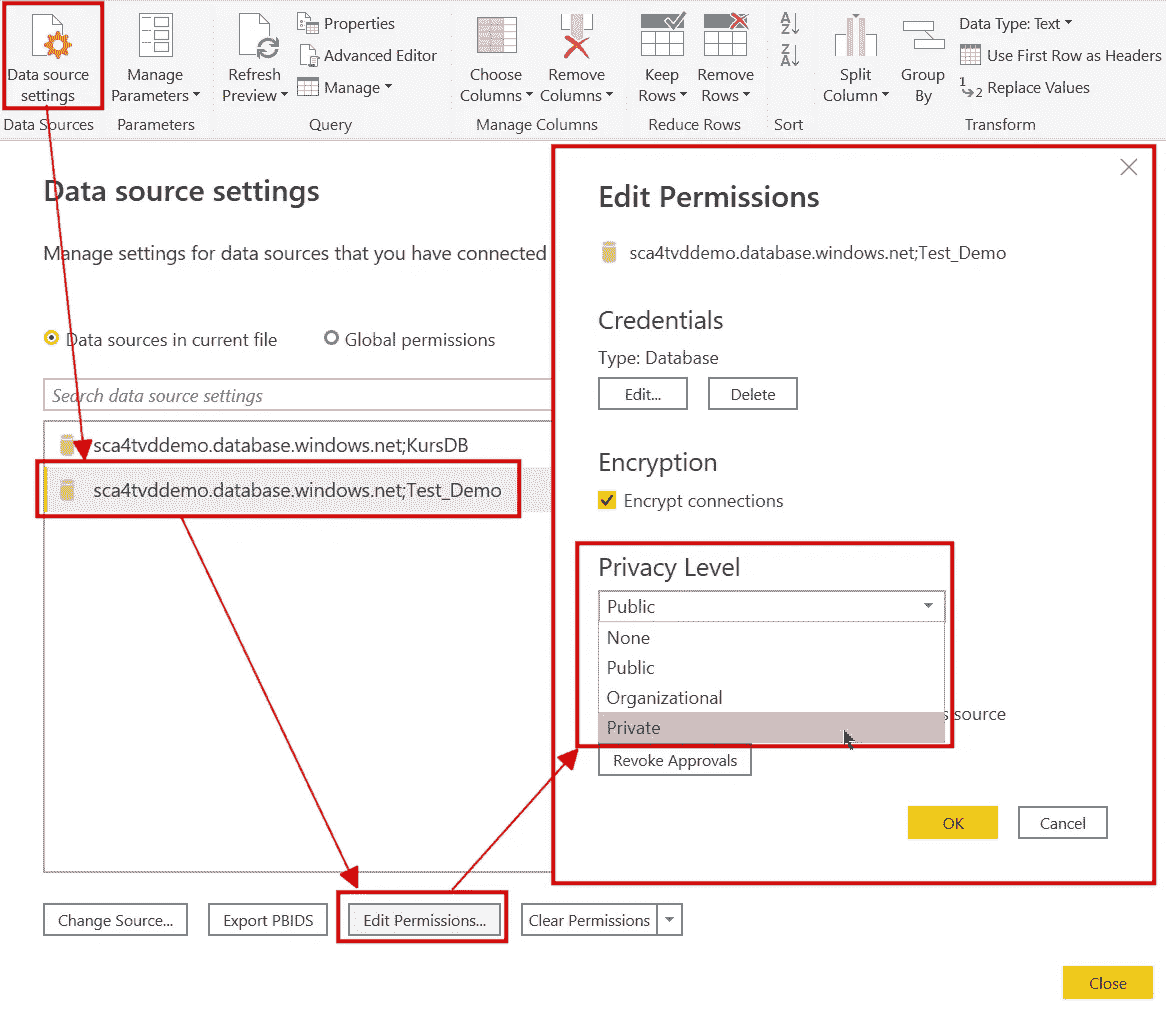 Data source
settings
Data Sources
Manage
Parameters
Parameters
Refresh
Preview
Properties
Advanced Editor
Manage
Query
Choose
Columns
Remove
Columns
Manage Columns
Keep
Rows
Remove
Rows
Reduce Rows
A
Z
Z
A
Sort
Split
Column
Group
By
Data Type: Text
Use First Row as Headers
1
2
Replace Values
Transform
Data source settings
Manage settings for data sources that you have connected
Data sources in current file
Global permissions
Search data source settings
sca4tvddemo.database.windows.net;KursDB
sca4tvddemo.database.windows.net;Test_Demo
Change Source...
Export PBIDS
Edit Permissions...
Clear Permissions
Edit Permissions
sca4tvddemo.database.windows.net;Test_Demo
Credentials
Type: Database
Edit...
Delete
Encryption
Encrypt connections
Privacy Level
Public
None
Public
Organizational
Private
source
Revoke Approvals
OK
Cancel
Close